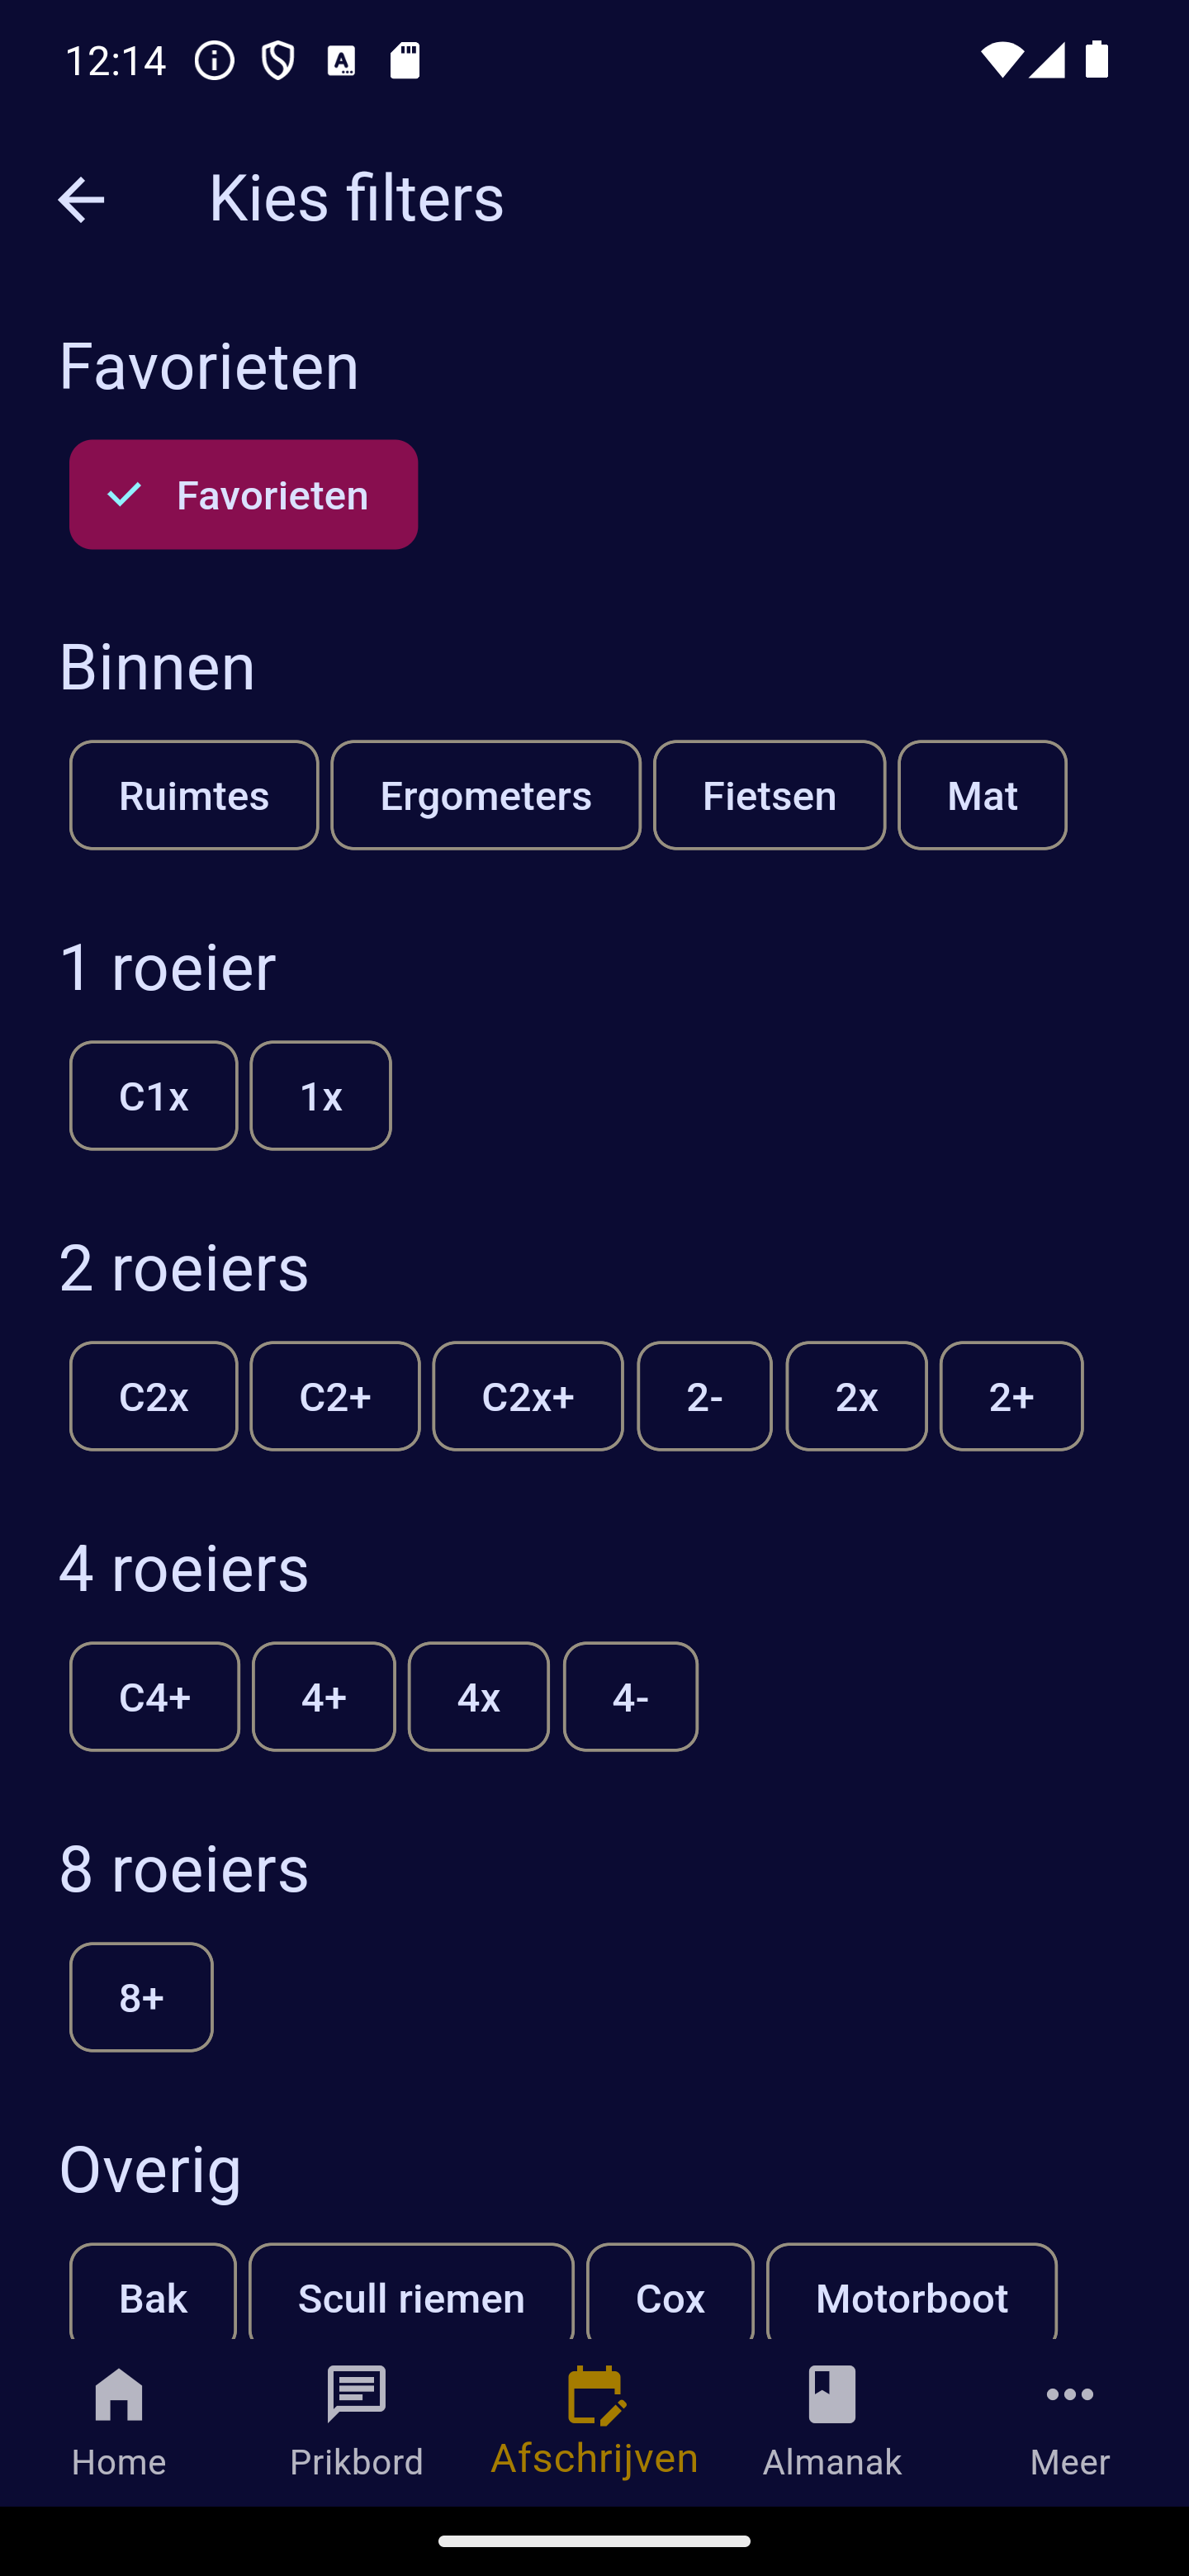 12:14
Kies filters
Favorieten
Favorieten
Binnen
Ruimtes Ergometers Fietsen Mat
1 roeier
C1x 1x
2 roeiers
C2x C2+ C2x+ 2- 2x 2+
4 roeiers
C4+ 4+ 4x 4-
8 roeiers
8+
Overig
Bak Scull riemen Cox Motorboot
Home Prikbord Afschrijven Almanak Meer